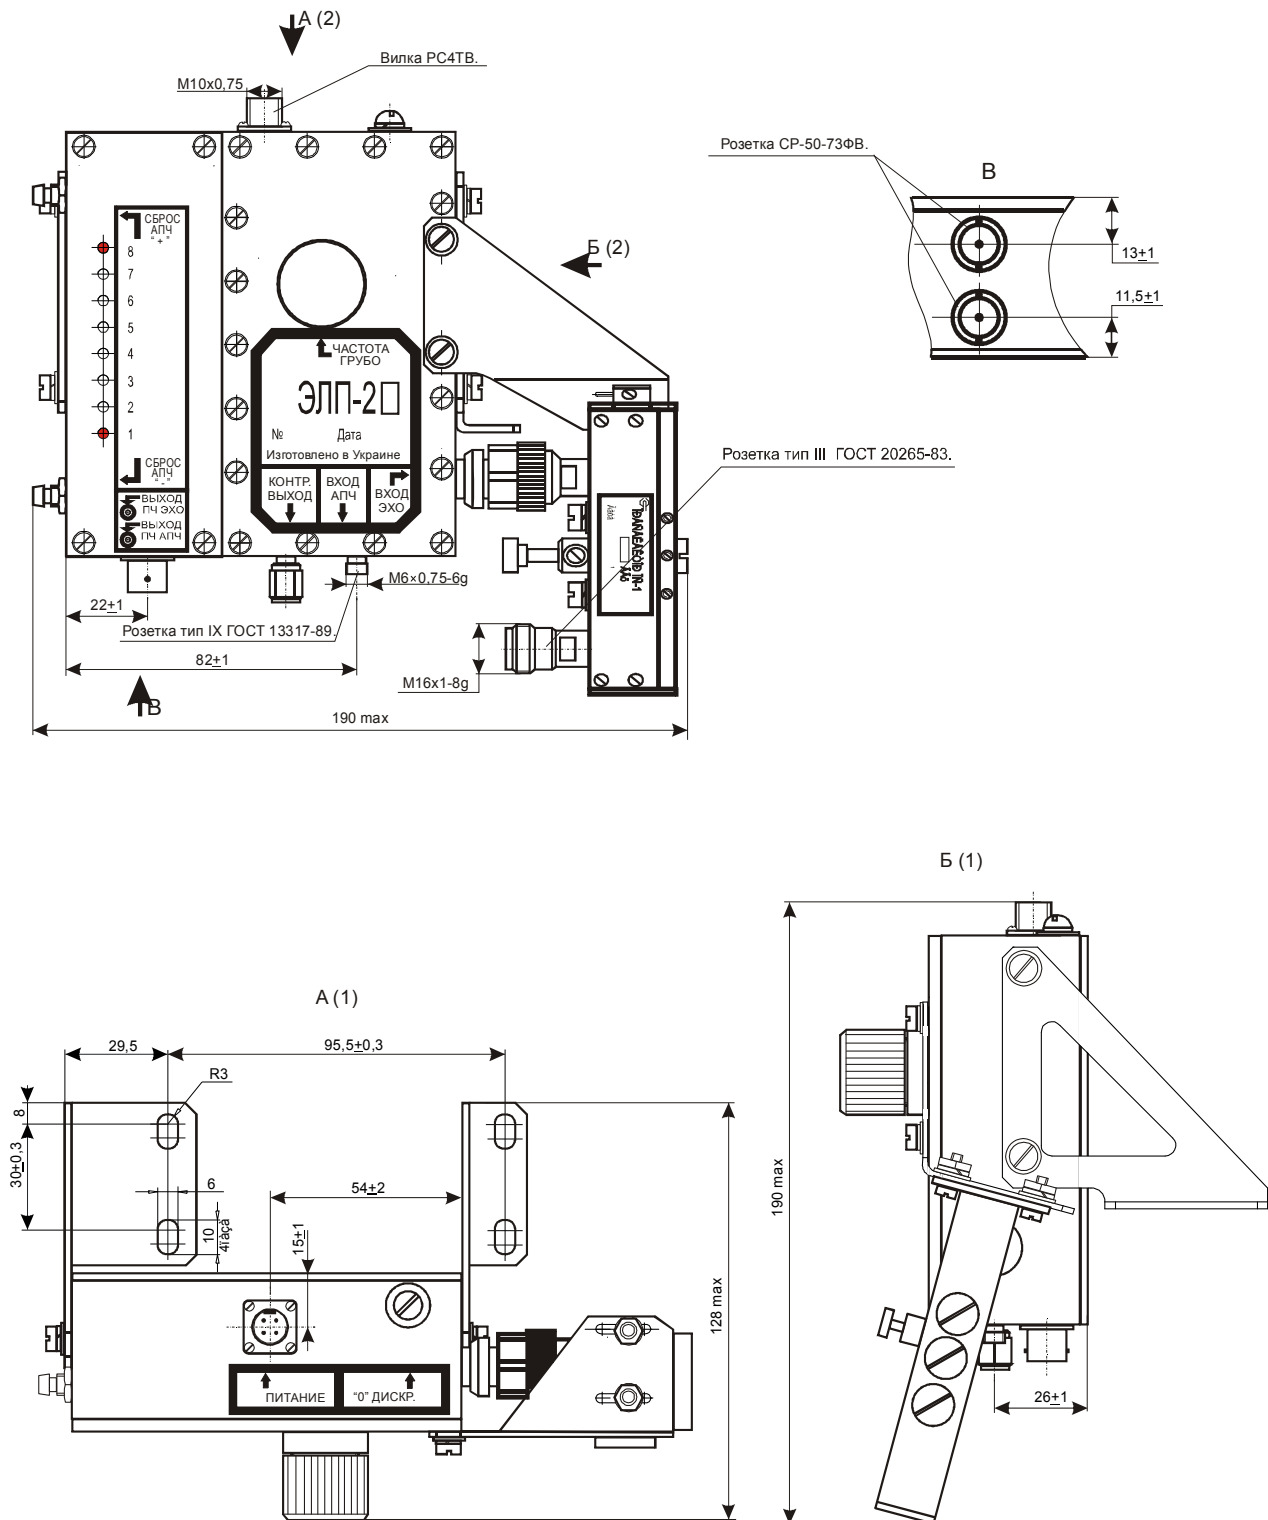 А (2)
Вилка РС4ТВ.
М10х0,75
СБРОС
АПЧ
“ + ”
8
7
6
5
4
3
2
1
СБРОС
АПЧ
“ - ”
ВЫХОД
ПЧ ЭХО
ВЫХОД
ПЧ АПЧ
ЧАСТОТА
ГРУБО
ЭЛП-2
№ Дата
Изготовлено в Украине
КОНТР.
ВЫХОД
ВХОД
АПЧ
ВХОД
ЭХО
Б (2)
Розетка СР-50-73ФВ.
В
13±1
11,5±1
Розетка тип III ГОСТ 20265-83.
М6×0,75-6g
22±1
Розетка тип IX ГОСТ 13317-89.
82±1
М16х1-8g
В
190 max
А (1)
29,5
95,5±0,3
R3
8
30±0,3
6
10
4ïàçà
54±2
15±1
128 max
ПИТАНИЕ
“0” ДИСКР.
Б (1)
190 max
26±1